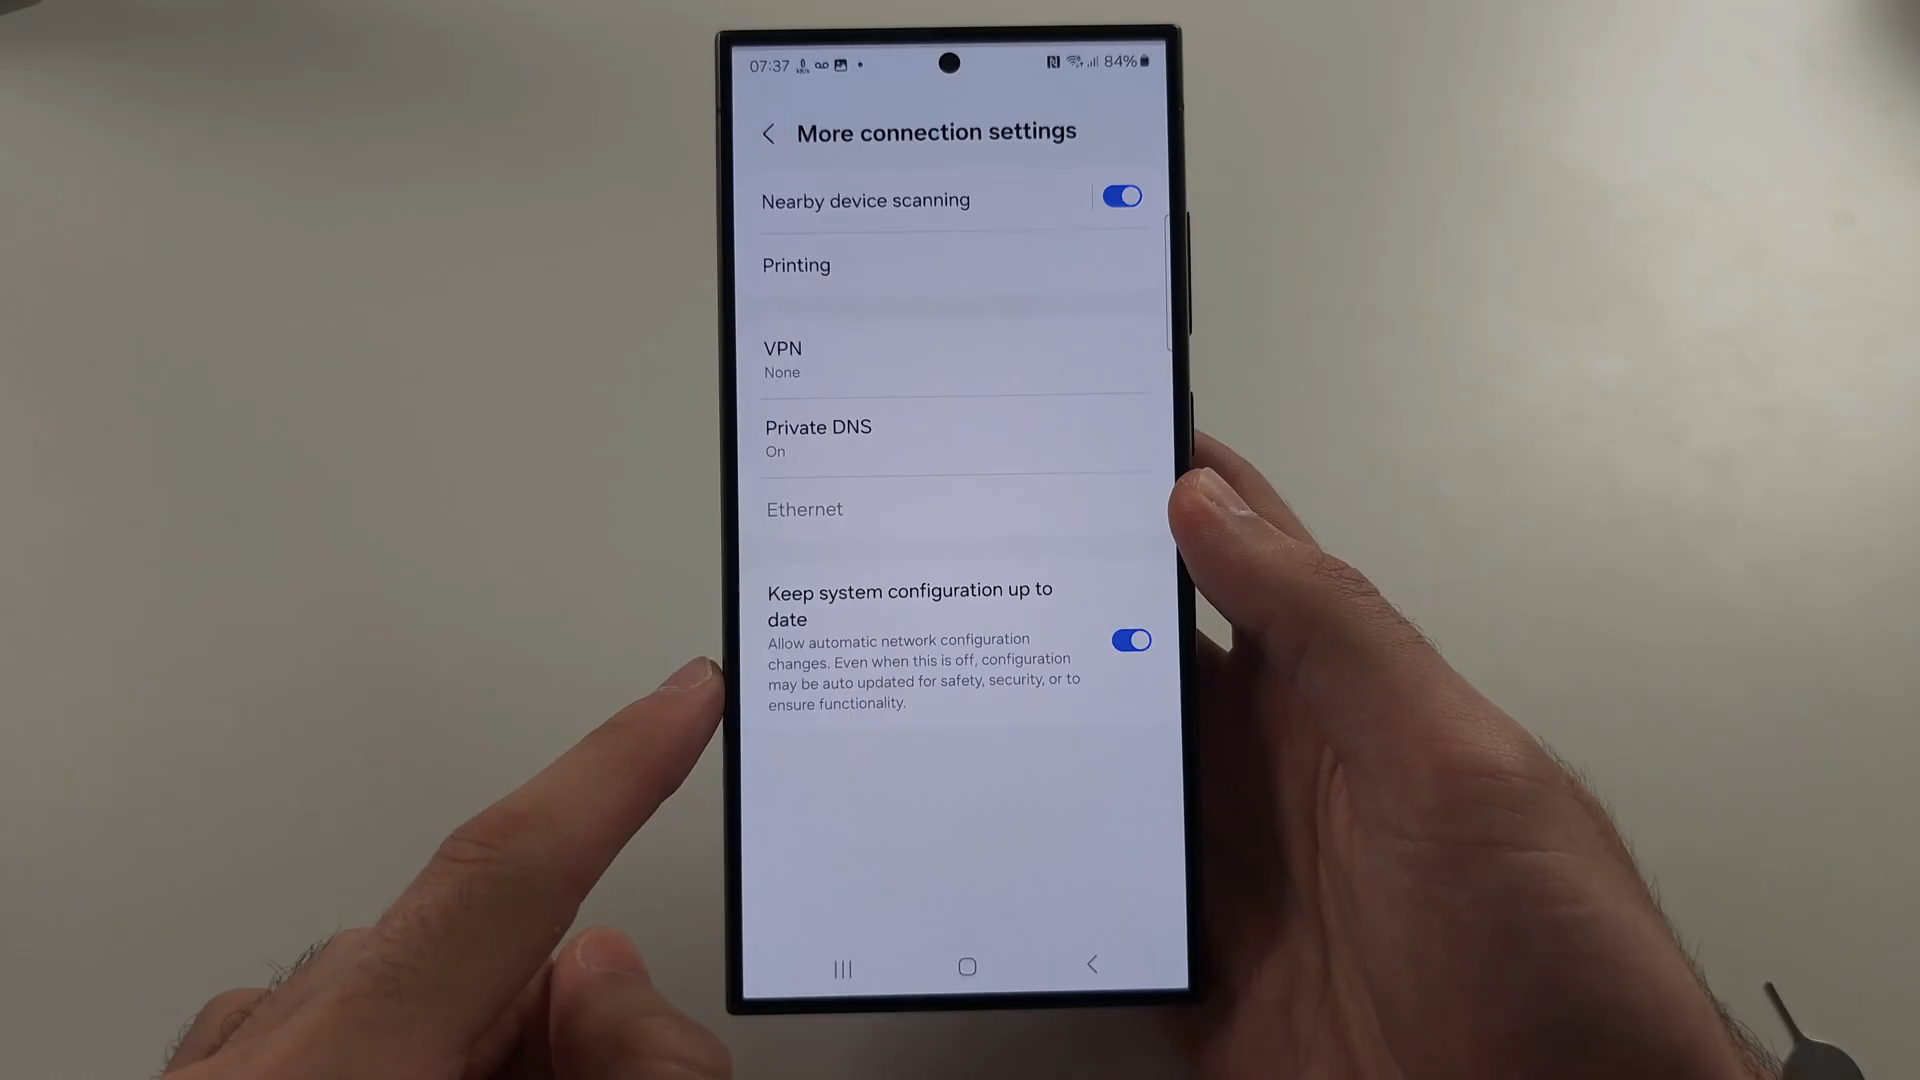 07:37 84%
More connection settings
Nearby device scanning
Printing
VPN
None
Private DNS
On
Ethernet
Keep system configuration up to
date
Allow automatic network configuration
changes. Even when this is off, configuration
may be auto updated for safety, security, or to
ensure functionality.